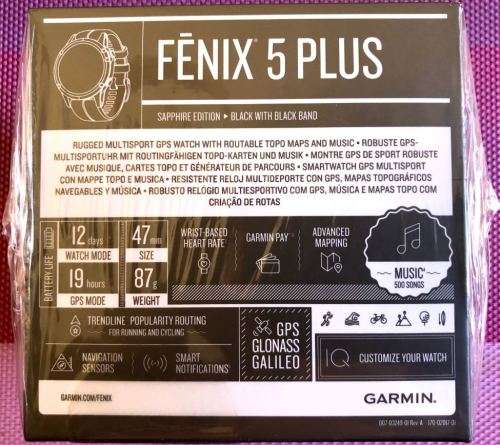 FĒNIX® 5 PLUS
SAPPHIRE EDITION ▸ BLACK WITH BLACK BAND
RUGGED MULTISPORT GPS WATCH WITH ROUTABLE TOPO MAPS AND MUSIC • ROBUSTE GPS-
MULTISPORTUHR MIT ROUTINGFÄHIGEN TOPO-KARTEN UND MUSIK • MONTRE GPS DE SPORT ROBUSTE
AVEC MUSIQUE, CARTES TOPO ET GÉNÉRATEUR DE PARCOURS • SMARTWATCH GPS MULTISPORT
CON MAPPE TOPO E MUSICA • RESISTENTE RELOJ MULTIDEPORTE CON GPS, MAPAS TOPOGRÁFICOS
NAVEGABLES Y MÚSICA • ROBUSTO RELÓGIO MULTIESPORTIVO COM GPS, MÚSICA E MAPAS TOPO COM
CRIAÇÃO DE ROTAS
BATTERY LIFE
12 days
WATCH MODE
19 hours
GPS MODE
47 mm
SIZE
87 g
WEIGHT
WRIST-BASED
HEART RATE
GARMIN PAY™
ADVANCED
MAPPING
MUSIC
500 SONGS
TRENDLINE™ POPULARITY ROUTING
FOR RUNNING AND CYCLING
NAVIGATION
SENSORS
SMART
NOTIFICATIONS
GPS
GLONASS
GALILEO
IQ CUSTOMIZE YOUR WATCH
GARMIN.COM/FENIX
GARMIN.